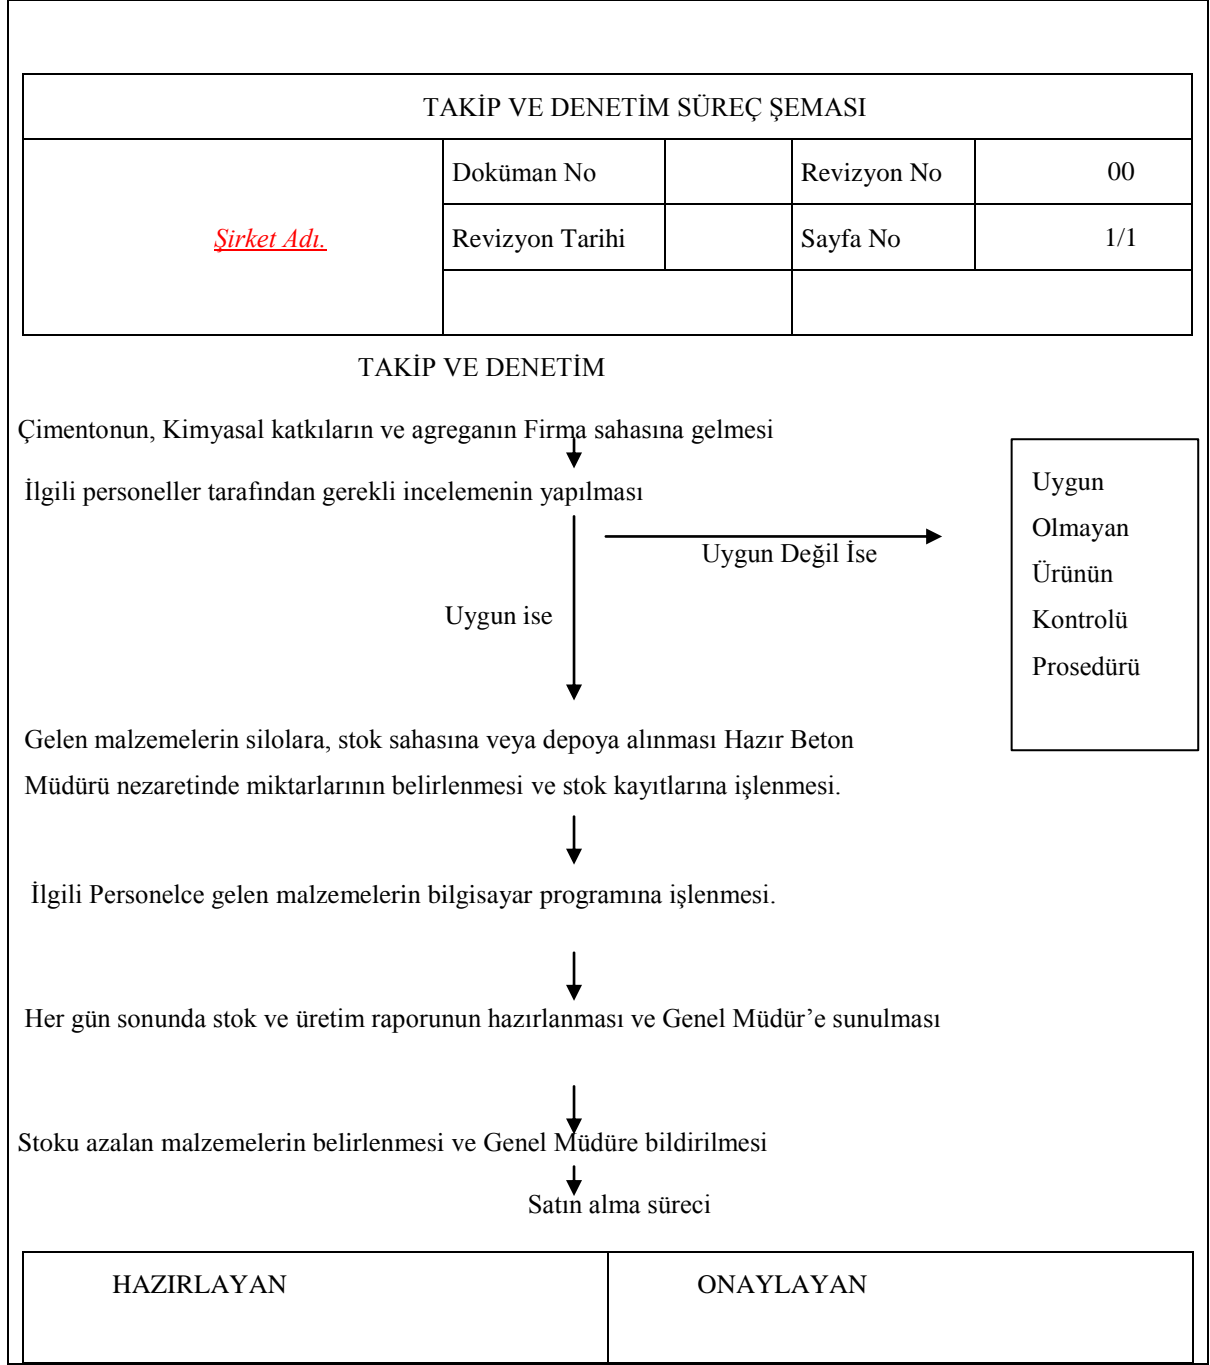 TAKİP VE DENETİM SÜREÇ ŞEMASI
Şirket Adı.
Doküman No
Revizyon No
00
Revizyon Tarihi
Sayfa No
1/1
TAKİP VE DENETİM
Çimentonun, Kimyasal katkıların ve agreganın Firma sahasına gelmesi
İlgili personeller tarafından gerekli incelemenin yapılması
Uygun Değil İse
Uygun
Olmayan
Ürünün
Kontrolü
Prosedürü
Uygun ise
Gelen malzemelerin silolara, stok sahasına veya depoya alınması Hazır Beton
Müdürü nezaretinde miktarlarının belirlenmesi ve stok kayıtlarına işlenmesi.
İlgili Personelce gelen malzemelerin bilgisayar programına işlenmesi.
Her gün sonunda stok ve üretim raporunun hazırlanması ve Genel Müdür’e sunulması
Stoku azalan malzemelerin belirlenmesi ve Genel Müdüre bildirilmesi
Satın alma süreci
HAZIRLAYAN
ONAYLAYAN